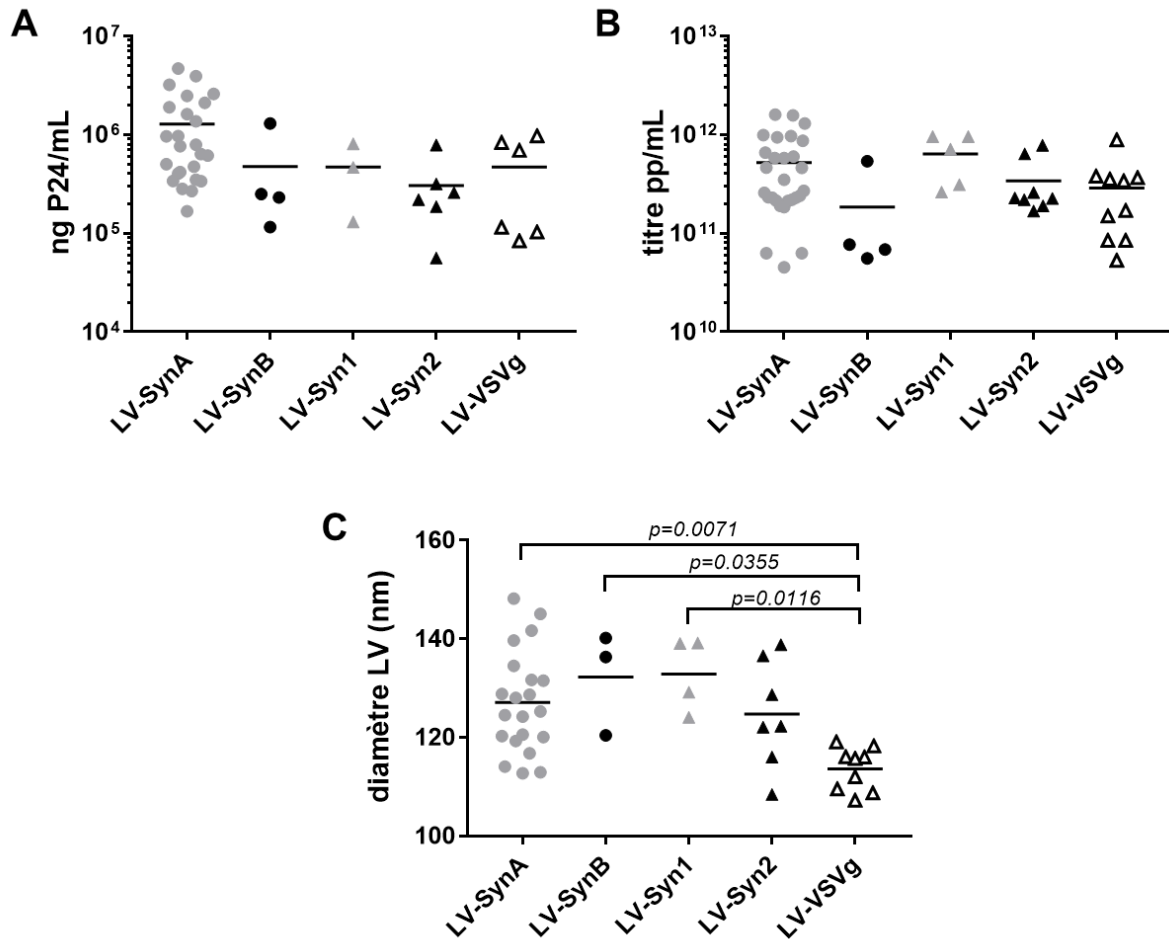 A
ng P24/mL
10⁷
10⁶
10⁵
10⁴
LV-SynA
LV-SynB
LV-Syn1
LV-Syn2
LV-VSVg
B
titre pp/mL
10¹³
10¹²
10¹¹
10¹⁰
LV-SynA
LV-SynB
LV-Syn1
LV-Syn2
LV-VSVg
C
diamètre LV (nm)
160
140
120
100
p=0.0071
p=0.0355
p=0.0116
LV-SynA
LV-SynB
LV-Syn1
LV-Syn2
LV-VSVg